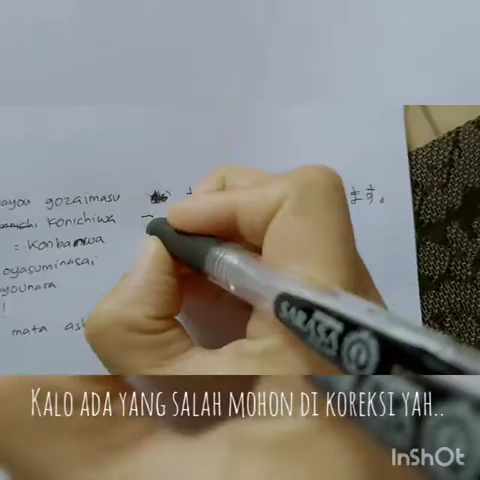 ayou gozaimasu ます。
konichiwa
= Konbanwa
oyasuminasai
younara
!
mata as
SARASA
KALO ADA YANG SALAH MOHON DI KOREKSI YAH..
InShOt